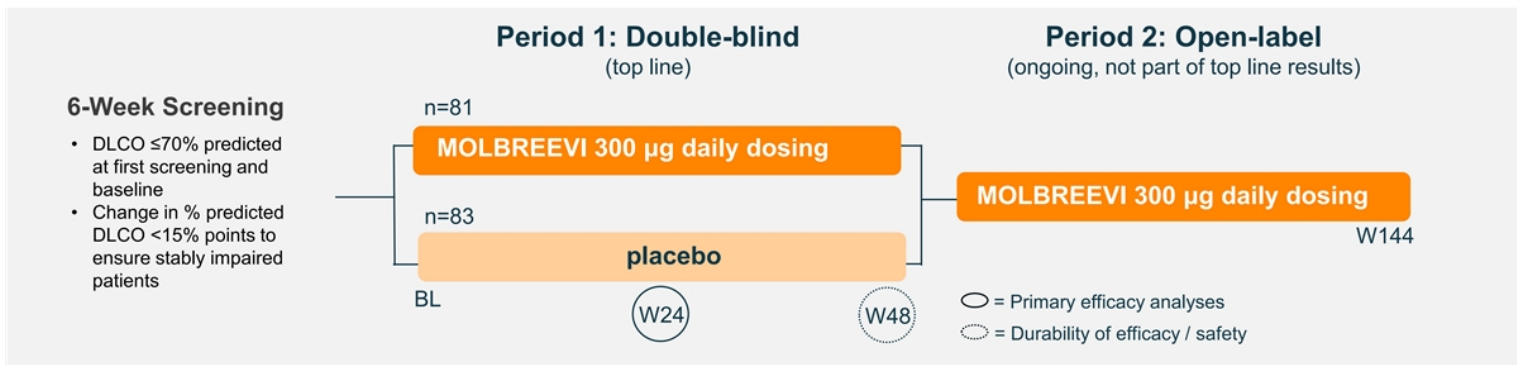 Period 1: Double-blind
(top line)
Period 2: Open-label
(ongoing, not part of top line results)
6-Week Screening
• DLCO ≤70% predicted
at first screening and
baseline
• Change in % predicted
DLCO <15% points to
ensure stably impaired
patients
n=81
MOLBREEVI 300 µg daily dosing
n=83
placebo
BL
W24
W48
MOLBREEVI 300 µg daily dosing
W144
= Primary efficacy analyses
= Durability of efficacy / safety